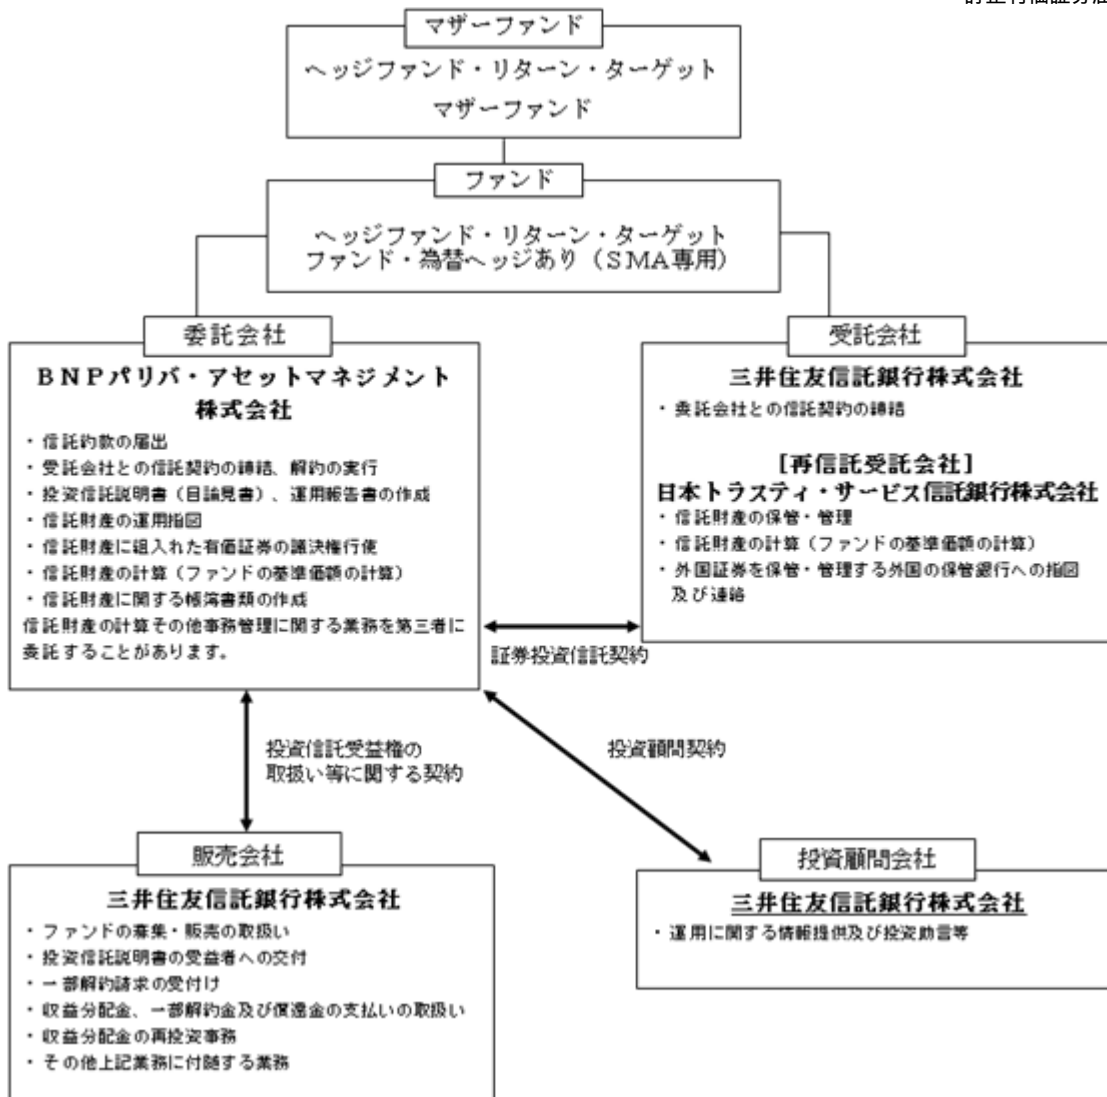 マザーファンド
ヘッジファンド・リターン・ターゲット
マザーファンド
ファンド
ヘッジファンド・リターン・ターゲット
ファンド・為替ヘッジあり（ＳＭＡ専用）
委託会社
ＢＮＰパリバ・アセットマネジメント
株式会社
・信託約款の届出
・受託会社との信託契約の締結、解約の実行
・投資信託説明書（目論見書）、運用報告書の作成
・信託財産の運用指図
・信託財産に組入れた有価証券の議決権行使
・信託財産の計算（ファンドの基準価額の計算）
・信託財産に関する帳簿書類の作成
信託財産の計算その他事務管理に関する業務を第三者に
委託することがあります。
受託会社
三井住友信託銀行株式会社
・委託会社との信託契約の締結
［再信託受託会社］
日本トラスティ・サービス信託銀行株式会社
・信託財産の保管・管理
・信託財産の計算（ファンドの基準価額の計算）
・外国証券を保管・管理する外国の保管銀行への指図
及び連絡
証券投資信託契約
投資信託受益権の
取扱い等に関する契約
投資顧問契約
販売会社
三井住友信託銀行株式会社
・ファンドの募集・販売の取扱い
・投資信託説明書の受益者への交付
・一部解約請求の受付け
・収益分配金、一部解約金及び償還金の支払いの取扱い
・収益分配金の再投資事務
・その他上記業務に付随する業務
投資顧問会社
三井住友信託銀行株式会社
・運用に関する情報提供及び投資助言等